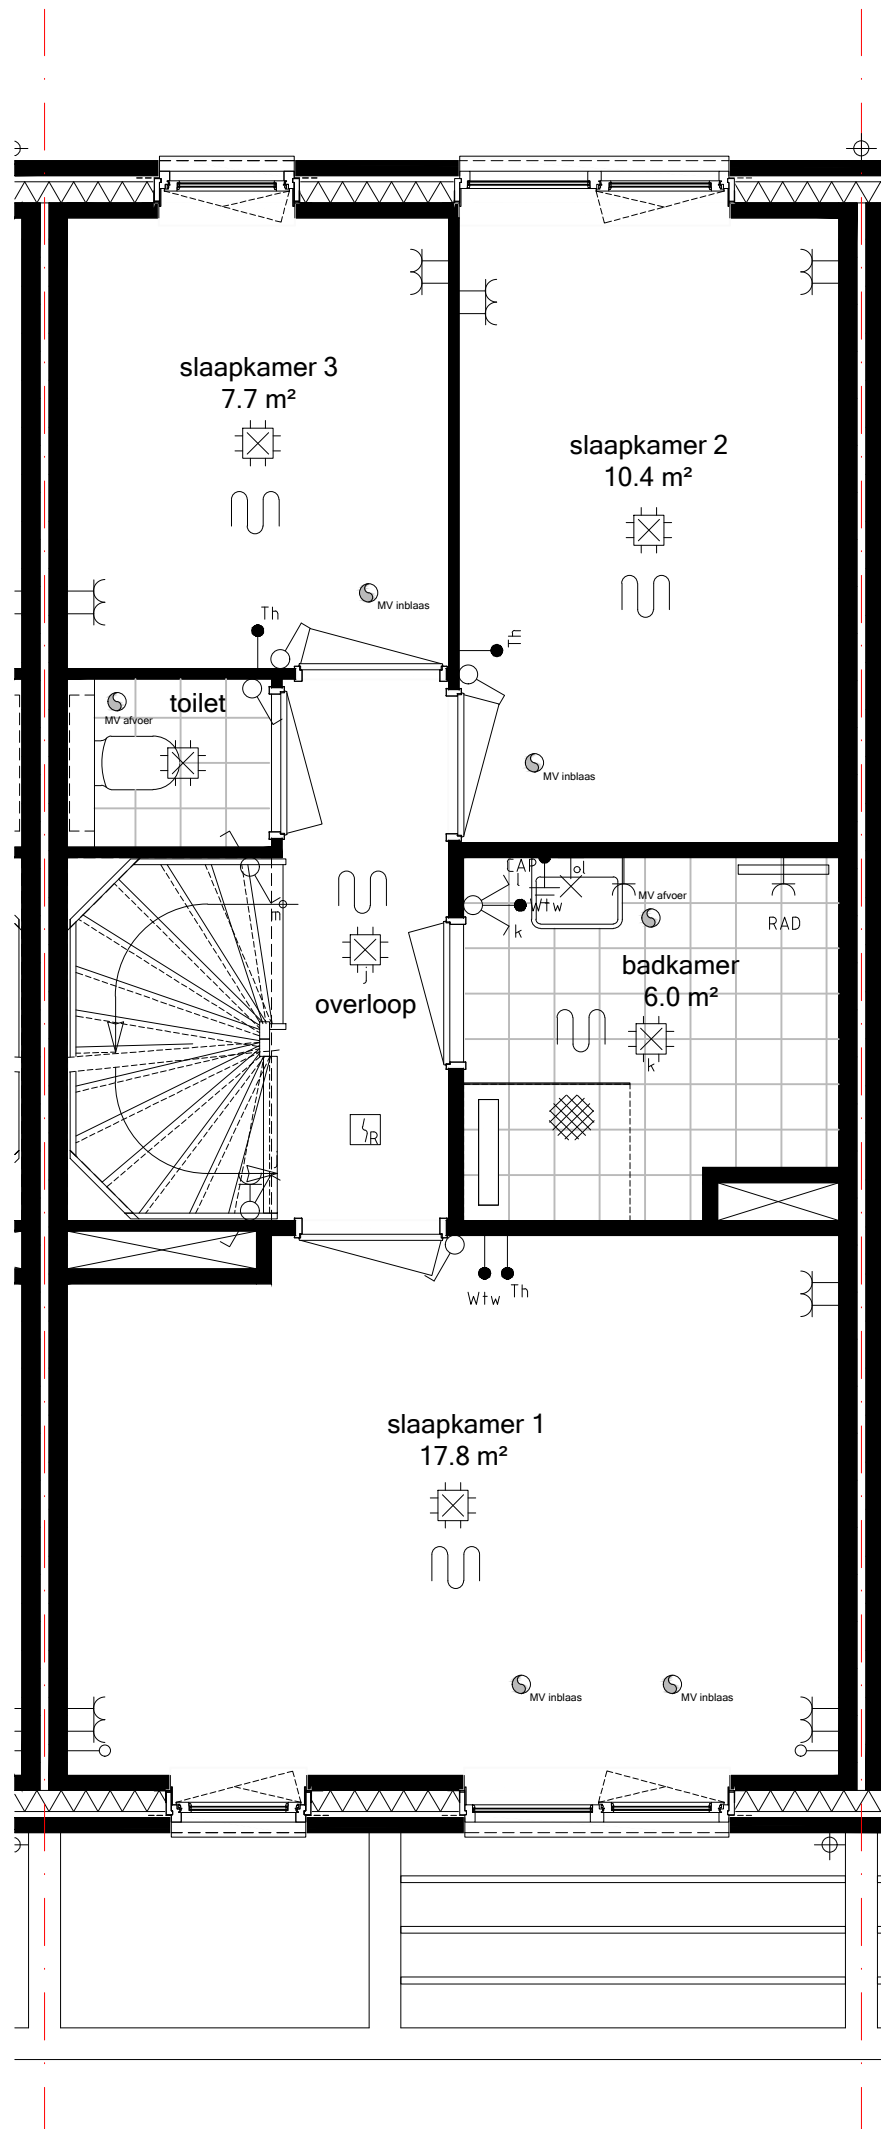 slaapkamer 3
7.7 m²
slaapkamer 2
10.4 m²
MV inblaas
Th
Th
toilet
MV afvoer
MV inblaas
CAP
l
ol
Wtw
MV afvoer
k
RAD
m
j
overloop
badkamer
6.0 m²
k
R
Wtw
Th
slaapkamer 1
17.8 m²
MV inblaas
MV inblaas